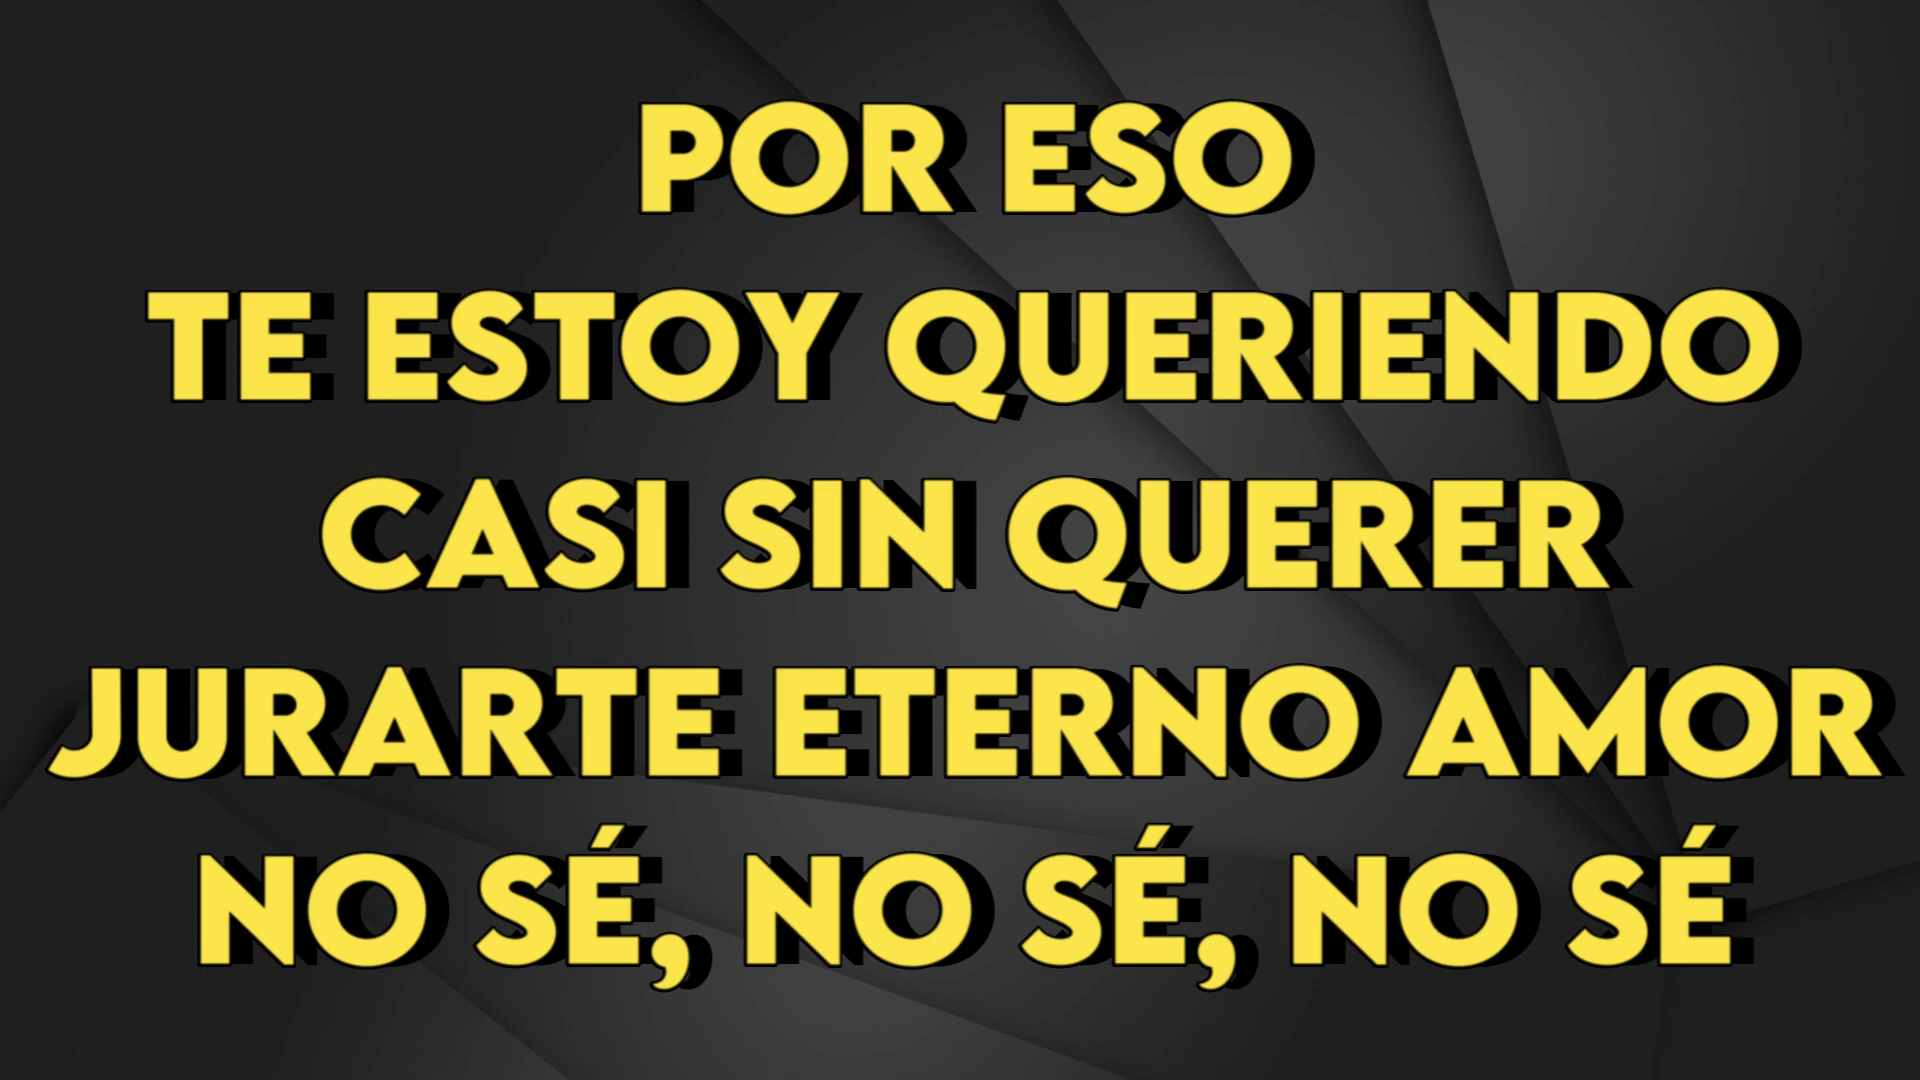 POR ESO
TE ESTOY QUERIENDO
CASI SIN QUERER
JURARTE ETERNO AMOR
NO SÉ, NO SÉ, NO SÉ